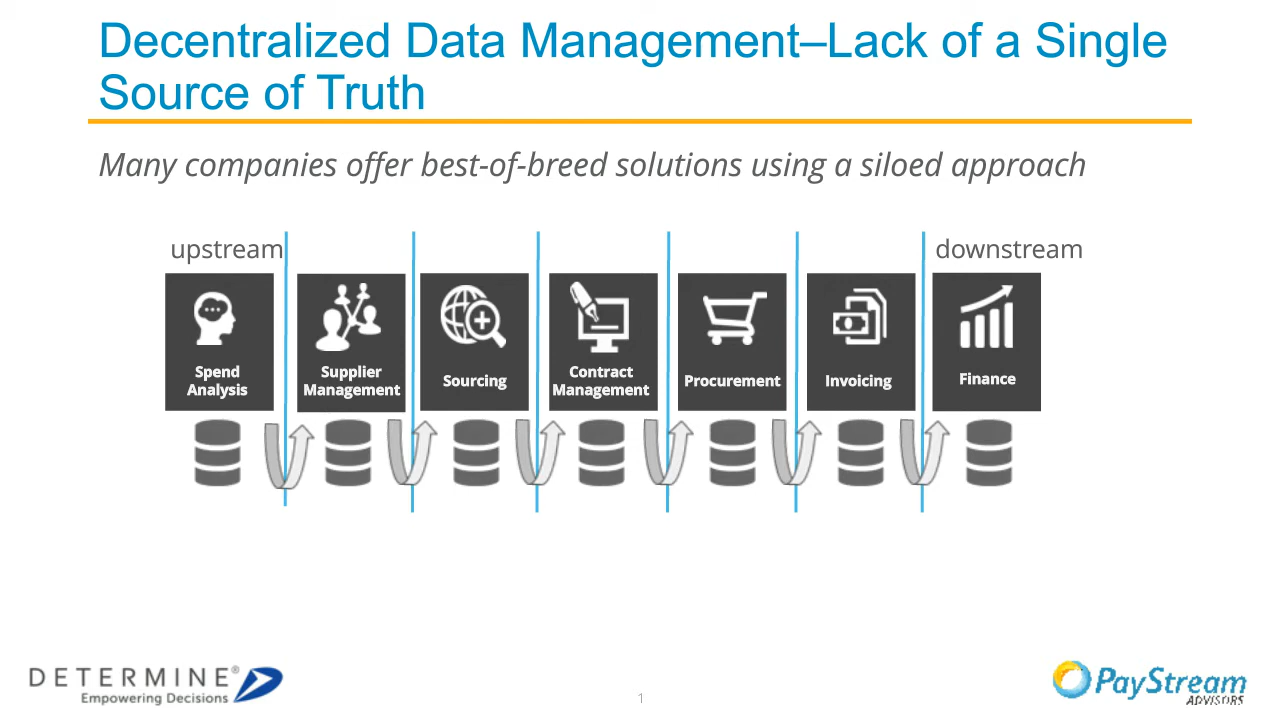 Decentralized Data Management–Lack of a Single
Source of Truth
Many companies offer best-of-breed solutions using a siloed approach
upstream
downstream
Spend
Analysis
Supplier
Management
Sourcing
Contract
Management
Procurement
Invoicing
Finance
DETERMINE®
Empowering Decisions
1
PayStream
ADVISORS